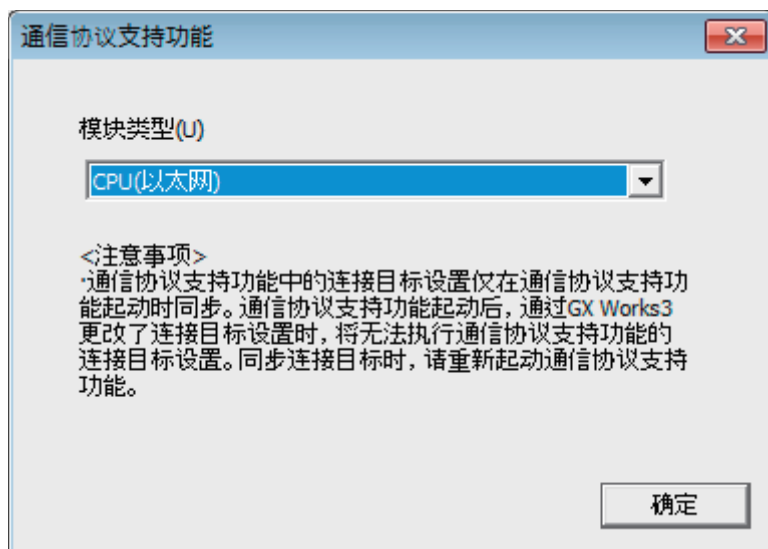 通信协议支持功能
模块类型(U)
CPU(以太网)
<注意事项>
·通信协议支持功能中的连接目标设置仅在通信协议支持功
能起动时同步。通信协议支持功能起动后，通过GX Works3
更改了连接目标设置时，将无法执行通信协议支持功能的
连接目标设置。同步连接目标时，请重新起动通信协议支持
功能。
确定